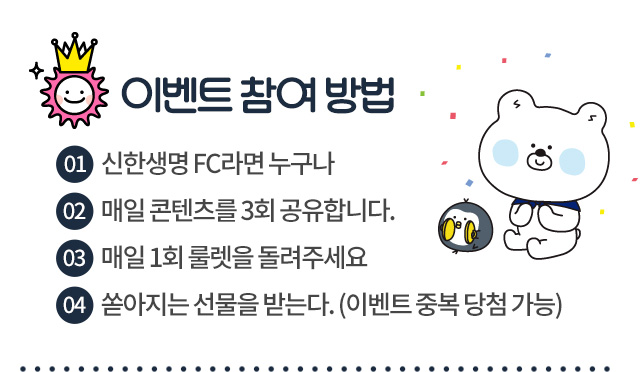 이벤트 참여 방법
01 신한생명 FC라면 누구나
02 매일 콘텐츠를 3회 공유합니다.
03 매일 1회 룰렛을 돌려주세요
04 쏟아지는 선물을 받는다. (이벤트 중복 당첨 가능)